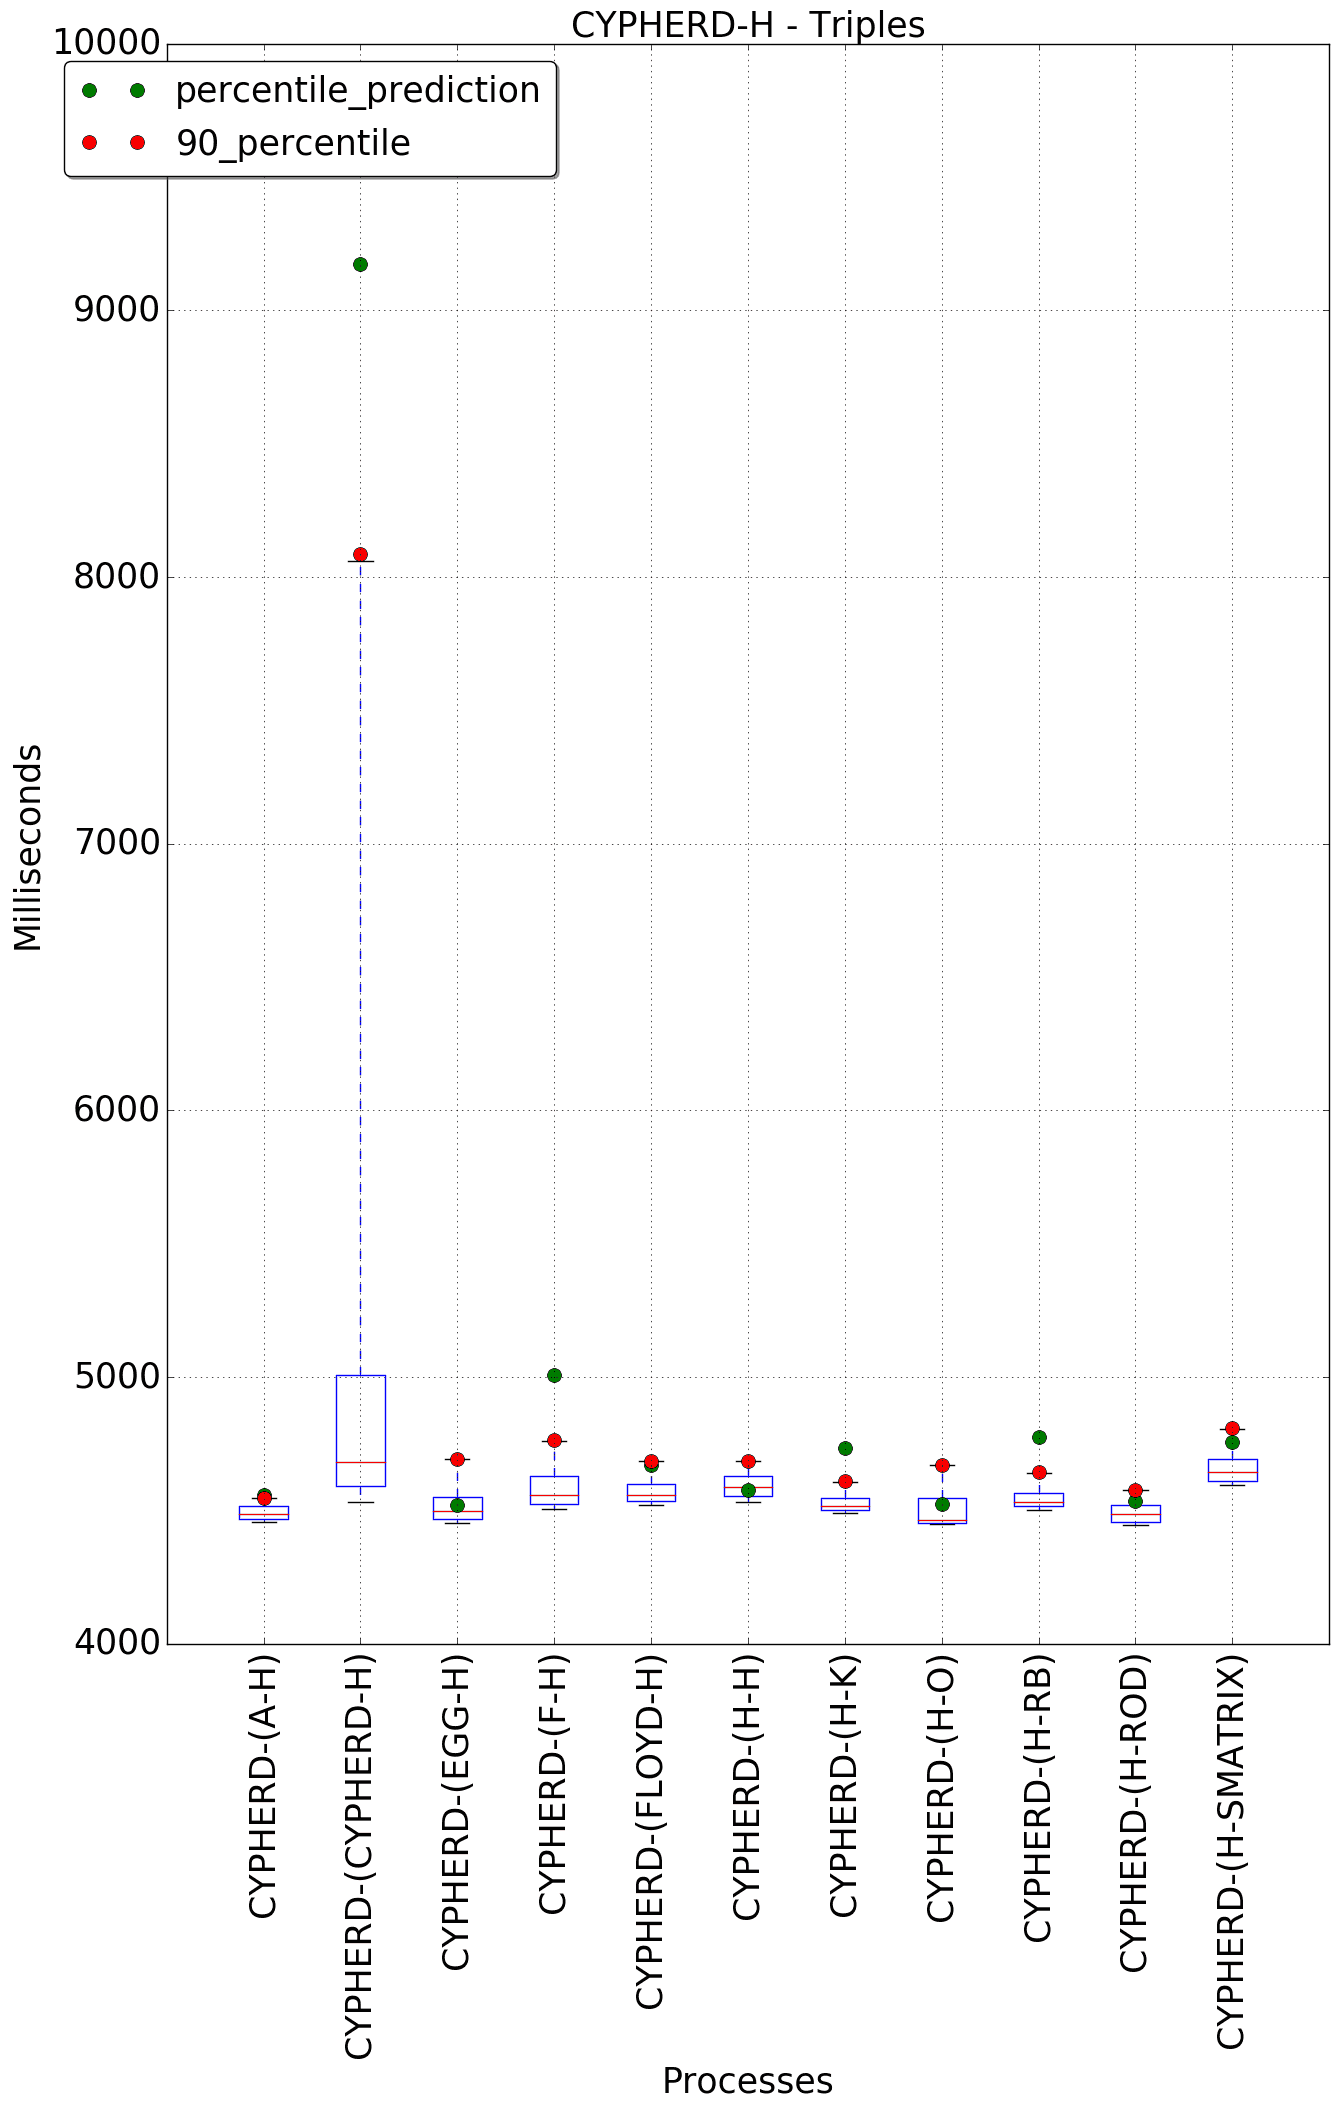 CYPHERD-H - Triples
10000
percentile_prediction
90_percentile
9000
8000
7000
6000
5000
4000
Milliseconds
CYPHERD-(A-H)
CYPHERD-(CYPHERD-H)
CYPHERD-(EGG-H)
CYPHERD-(F-H)
CYPHERD-(FLOYD-H)
CYPHERD-(H-H)
CYPHERD-(H-K)
CYPHERD-(H-O)
CYPHERD-(H-RB)
CYPHERD-(H-ROD)
CYPHERD-(H-SMATRIX)
Processes